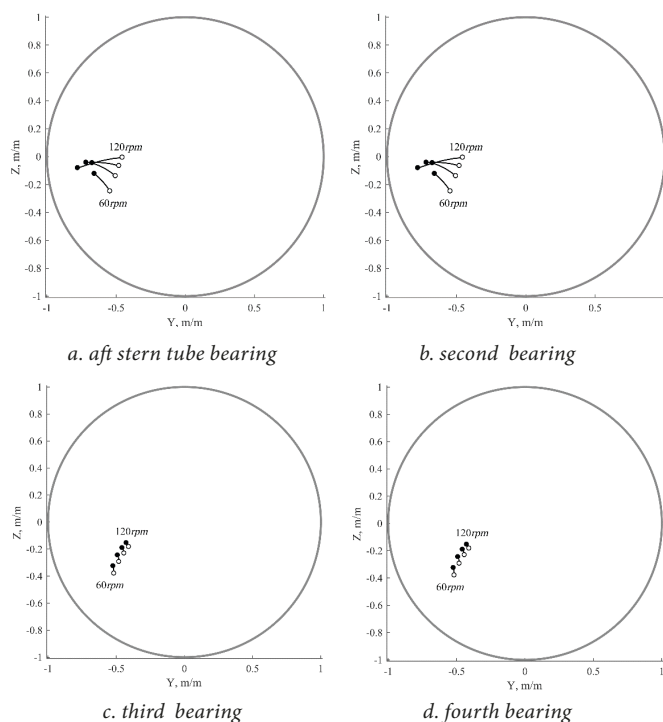 1
0.8
0.6
0.4
0.2
0
-0.2
-0.4
-0.6
-0.8
-1
Z, m/m
120rpm
60rpm
-1 -0.5 0 0.5 1
Y, m/m
a. aft stern tube bearing
1
0.8
0.6
0.4
0.2
0
-0.2
-0.4
-0.6
-0.8
-1
Z, m/m
120rpm
60rpm
-1 -0.5 0 0.5 1
Y, m/m
b. second bearing
1
0.8
0.6
0.4
0.2
0
-0.2
-0.4
-0.6
-0.8
-1
Z, m/m
120rpm
60rpm
-1 -0.5 0 0.5 1
Y, m/m
c. third bearing
1
0.8
0.6
0.4
0.2
0
-0.2
-0.4
-0.6
-0.8
-1
Z, m/m
120rpm
60rpm
-1 -0.5 0 0.5 1
Y, m/m
d. fourth bearing